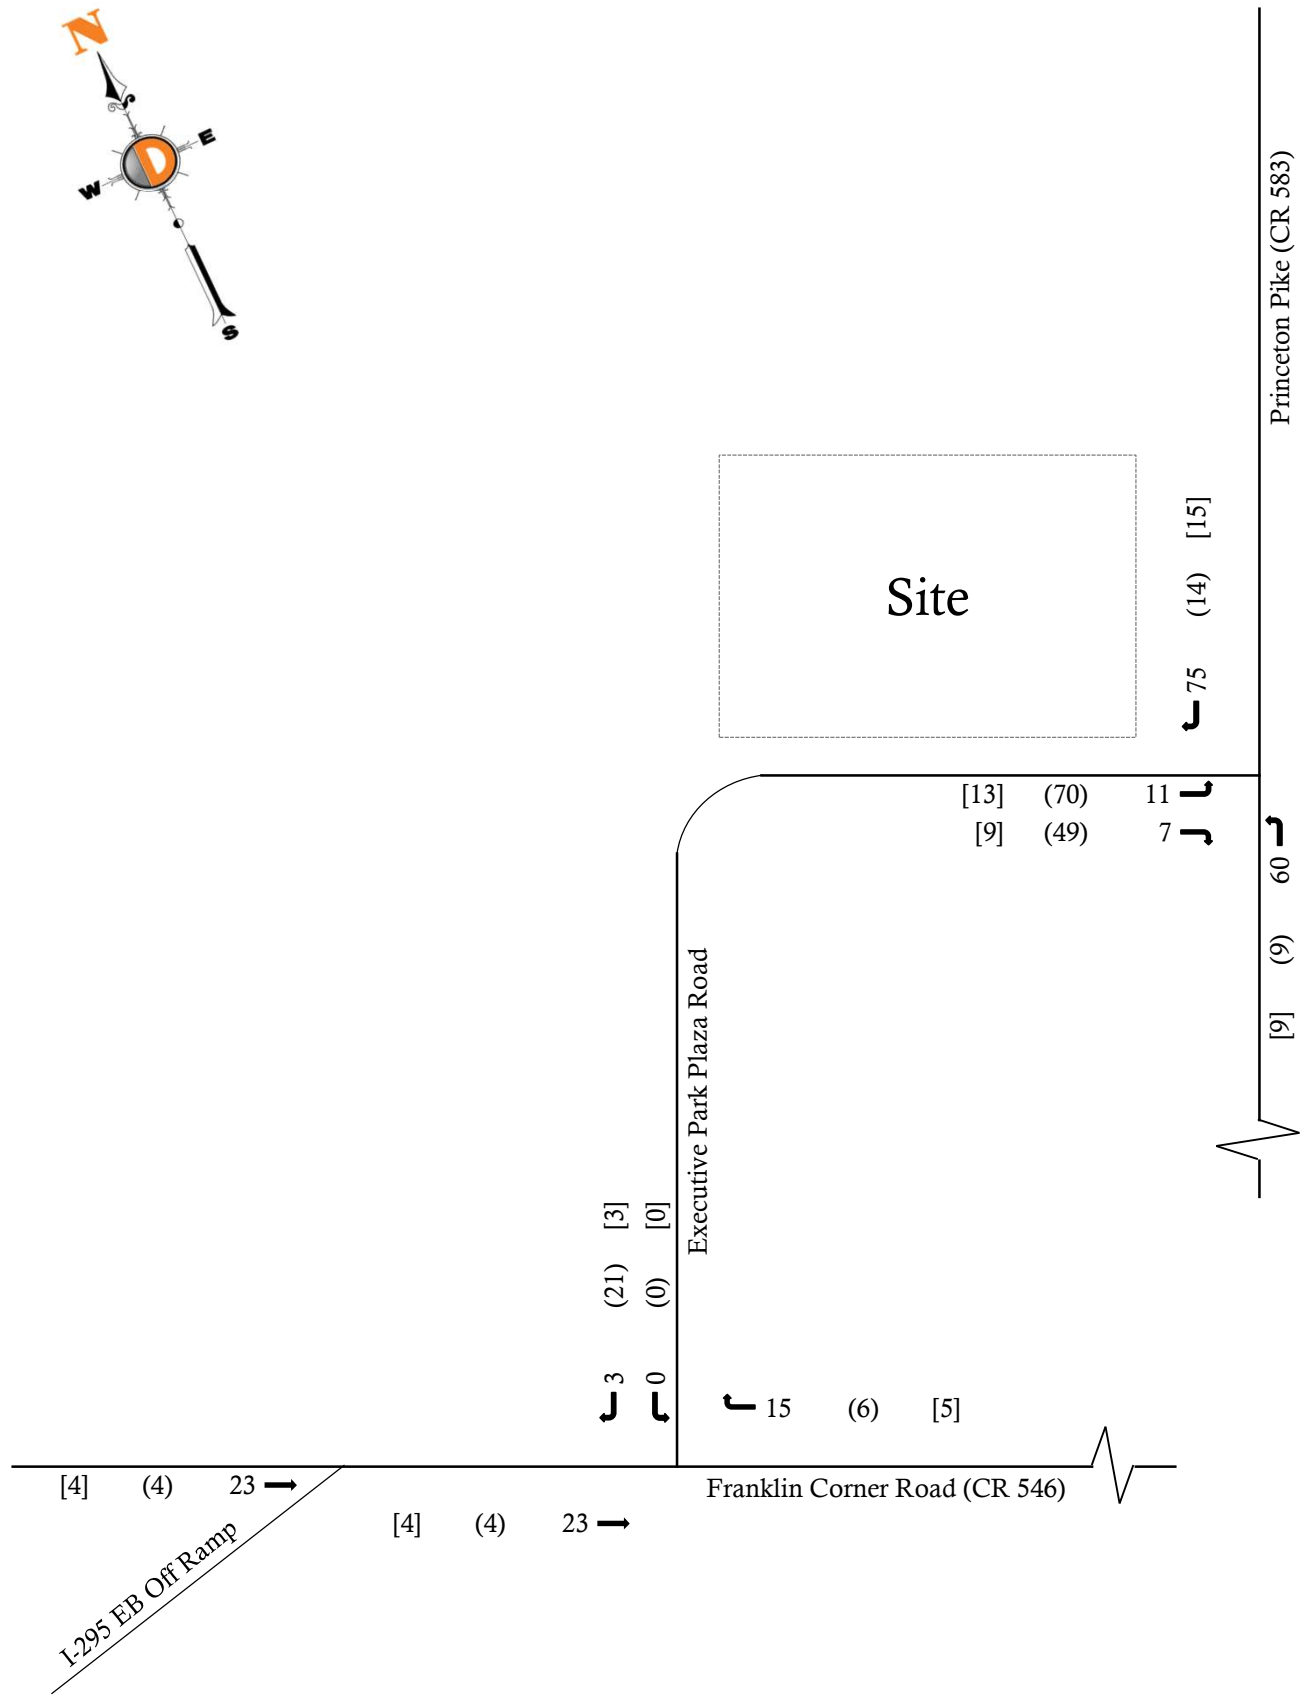 N
E
D
W
S
Princeton Pike (CR 583)
Site
75 (14) [15]
[13] (70) 11
[9] (49) 7
60 (9) [9]
Executive Park Plaza Road
3 (21) [3]
0 (0) [0]
15 (6) [5]
[4] (4) 23
Franklin Corner Road (CR 546)
[4] (4) 23
I-295 EB Off Ramp